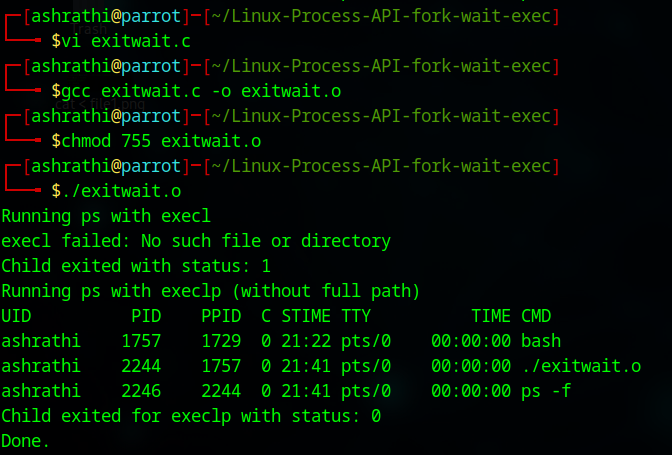 ┌─[ashrathi@parrot]─[~/Linux-Process-API-fork-wait-exec]
└──╼ $vi exitwait.c
┌─[ashrathi@parrot]─[~/Linux-Process-API-fork-wait-exec]
└──╼ $gcc exitwait.c -o exitwait.o
┌─[ashrathi@parrot]─[~/Linux-Process-API-fork-wait-exec]
└──╼ $chmod 755 exitwait.o
┌─[ashrathi@parrot]─[~/Linux-Process-API-fork-wait-exec]
└──╼ $./exitwait.o
Running ps with execl
execl failed: No such file or directory
Child exited with status: 1
Running ps with execlp (without full path)
UID          PID    PPID  C STIME TTY          TIME CMD
ashrathi    1757    1729  0 21:22 pts/0    00:00:00 bash
ashrathi    2244    1757  0 21:41 pts/0    00:00:00 ./exitwait.o
ashrathi    2246    2244  0 21:41 pts/0    00:00:00 ps -f
Child exited for execlp with status: 0
Done.